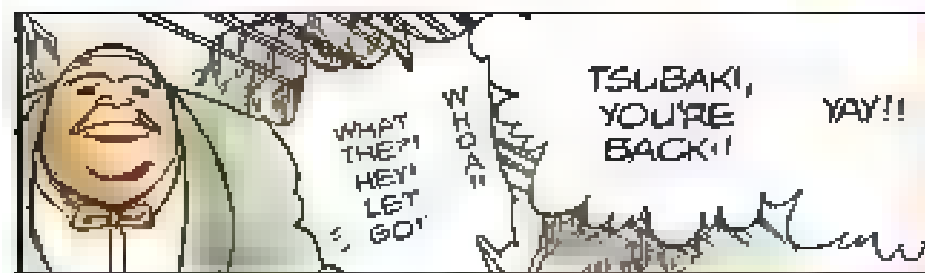 WHAT
THE?!
HEY!
LET
GO!
WHOA!!
TSUBAKI,
YOU'RE
BACK!!
YAY!!